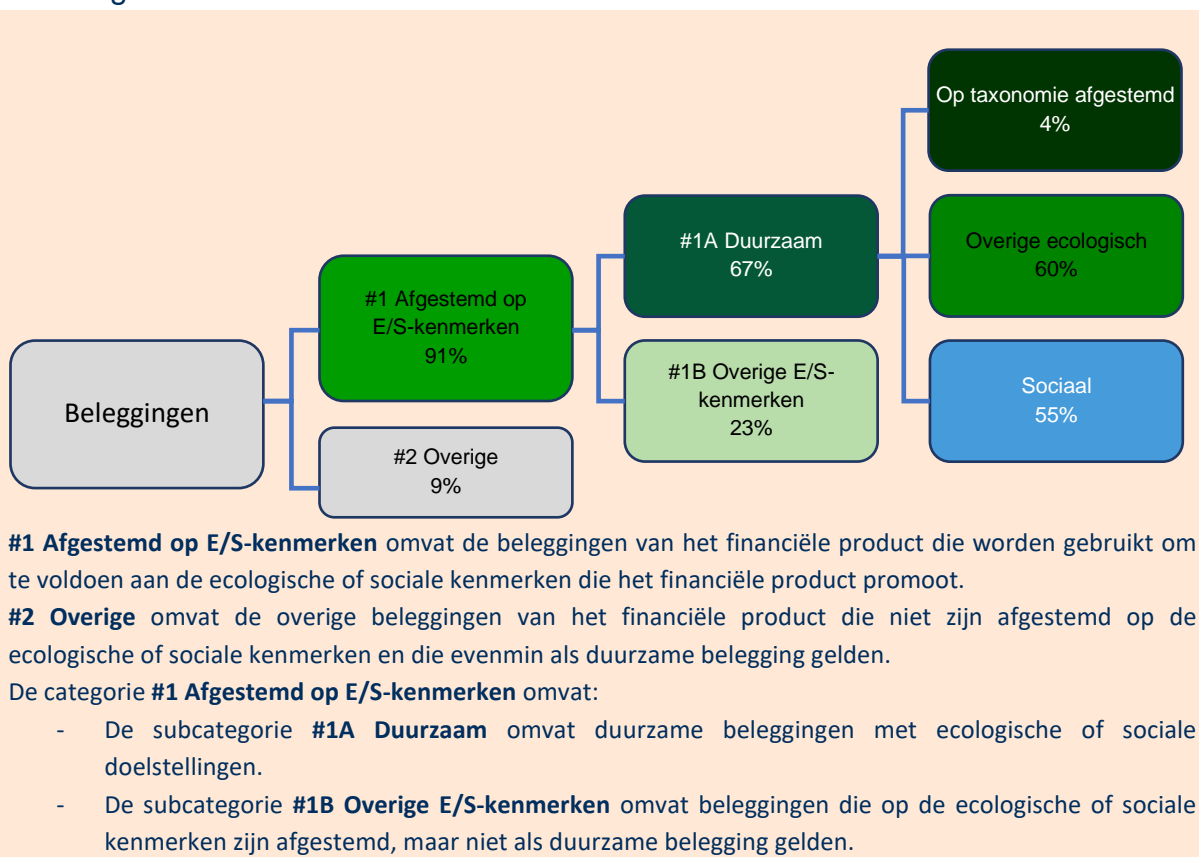 Op taxonomie afgestemd
4%
#1A Duurzaam
67%
Overige ecologisch
60%
#1 Afgestemd op
E/S-kenmerken
91%
#1B Overige E/S-
kenmerken
23%
Sociaal
55%
Beleggingen
#2 Overige
9%
#1 Afgestemd op E/S-kenmerken omvat de beleggingen van het financiële product die worden gebruikt om
te voldoen aan de ecologische of sociale kenmerken die het financiële product promoot.
#2 Overige omvat de overige beleggingen van het financiële product die niet zijn afgestemd op de
ecologische of sociale kenmerken en die evenmin als duurzame belegging gelden.
De categorie #1 Afgestemd op E/S-kenmerken omvat:
- De subcategorie #1A Duurzaam omvat duurzame beleggingen met ecologische of sociale
doelstellingen.
- De subcategorie #1B Overige E/S-kenmerken omvat beleggingen die op de ecologische of sociale
kenmerken zijn afgestemd, maar niet als duurzame belegging gelden.